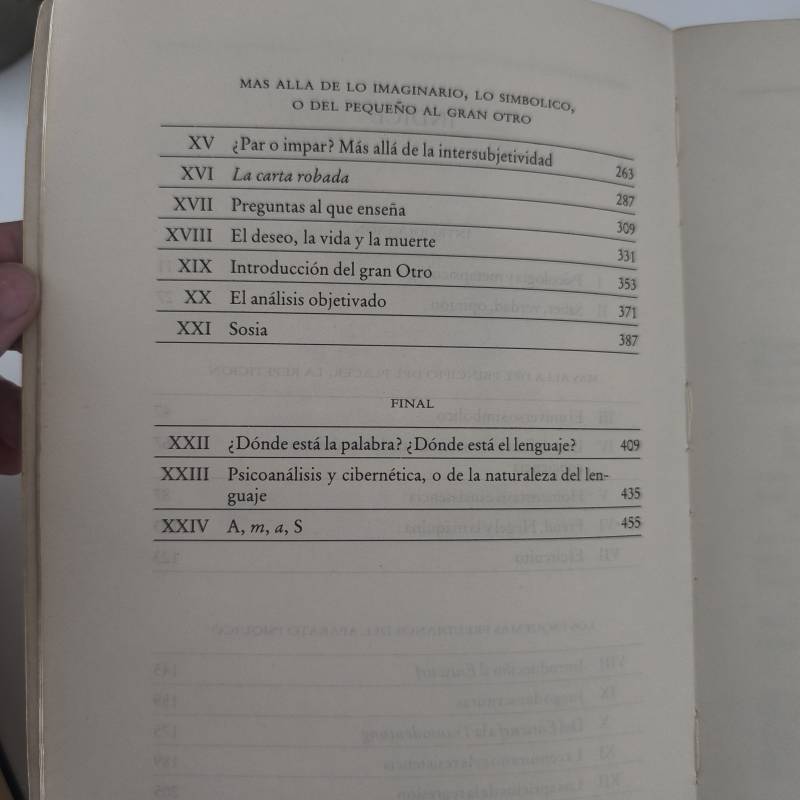 MAS ALLA DE LO IMAGINARIO, LO SIMBOLICO,
O DEL PEQUEÑO AL GRAN OTRO
XV ¿Par o impar? Más allá de la intersubjetividad 263
XVI La carta robada 287
XVII Preguntas al que enseña 309
XVIII El deseo, la vida y la muerte 331
XIX Introducción del gran Otro 353
XX El análisis objetivado 371
XXI Sosia 387
FINAL
XXII ¿Dónde está la palabra? ¿Dónde está el lenguaje? 409
XXIII Psicoanálisis y cibernética, o de la naturaleza del len-
guaje 435
XXIV A, m, a, S 455